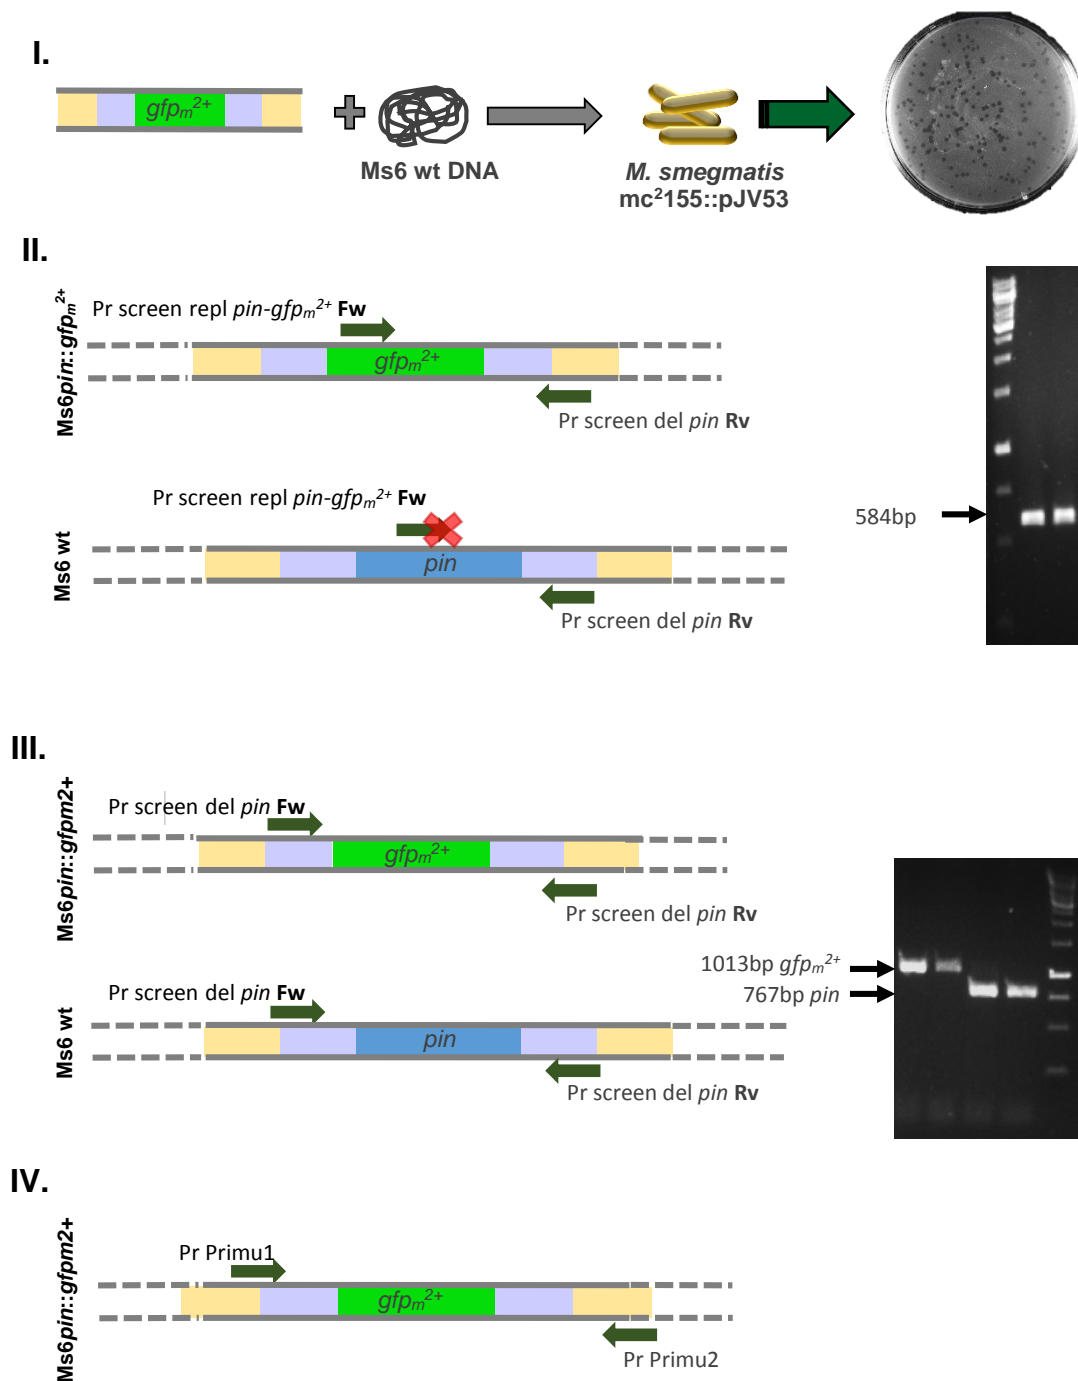 I.
gfpm2+
Ms6 wt DNA
M. smegmatis
mc2155::pJV53
II.
Ms6pin::gfpm2+
Pr screen repl pin-gfpm2+ Fw
gfpm2+
Pr screen del pin Rv
Ms6 wt
Pr screen repl pin-gfpm2+ Fw
pin
Pr screen del pin Rv
584bp
III.
Ms6pin::gfpm2+
Pr screen del pin Fw
gfpm2+
Pr screen del pin Rv
Ms6 wt
Pr screen del pin Fw
pin
Pr screen del pin Rv
1013bp gfpm2+
767bp pin
IV.
Ms6pin::gfpm2+
Pr Primu1
gfpm2+
Pr Primu2